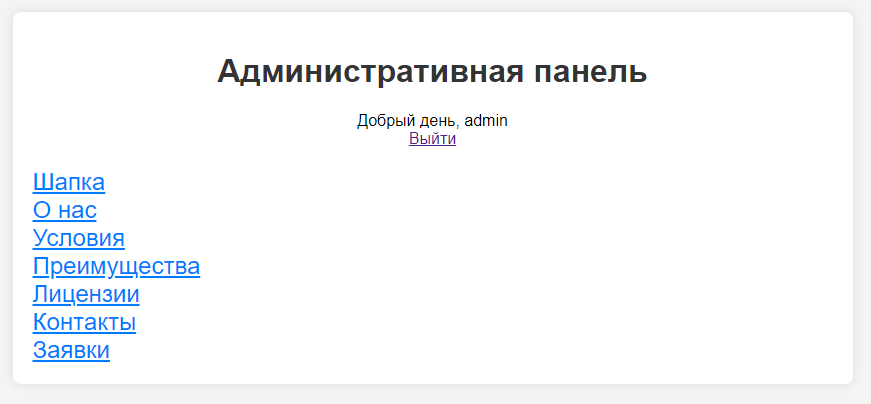 Административная панель
Добрый день, admin
Выйти
Шапка
О нас
Условия
Преимущества
Лицензии
Контакты
Заявки